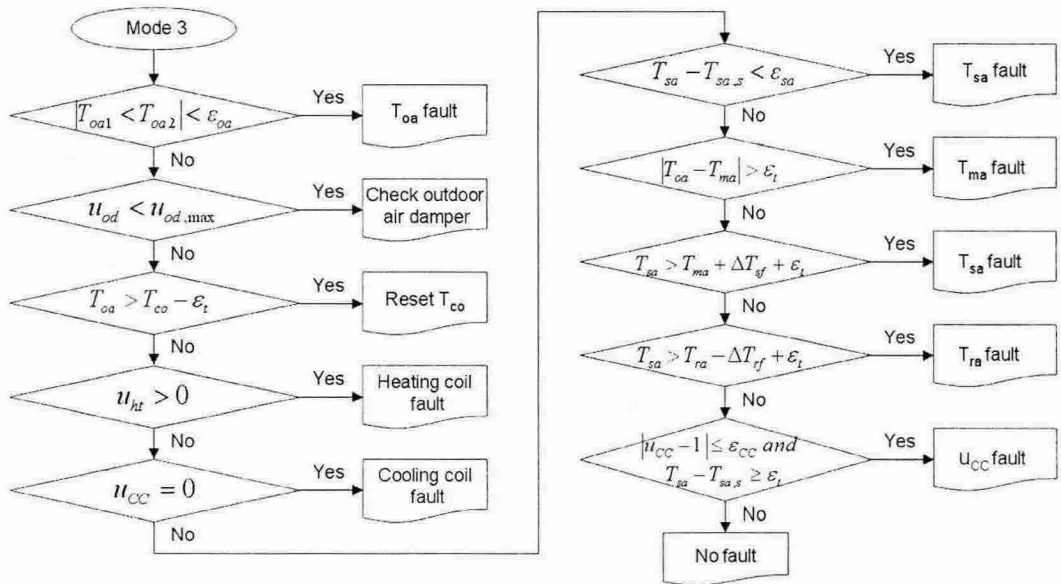 Mode 3
|T_oa1 < T_oa2| < ε_oa
Yes
T_oa fault
No
u_od < u_od,max
Yes
Check outdoor
air damper
No
T_oa > T_co − ε_t
Yes
Reset T_co
No
u_ht > 0
Yes
Heating coil
fault
No
u_CC = 0
Yes
Cooling coil
fault
No
T_sa − T_sa,s < ε_sa
Yes
T_sa fault
No
|T_oa − T_ma| > ε_t
Yes
T_ma fault
No
T_sa > T_ma + ΔT_sf + ε_t
Yes
T_sa fault
No
T_sa > T_ra − ΔT_rf + ε_t
Yes
T_ra fault
No
|u_CC − 1| ≤ ε_CC and
T_sa − T_sa,s ≥ ε_t
Yes
u_CC fault
No
No fault